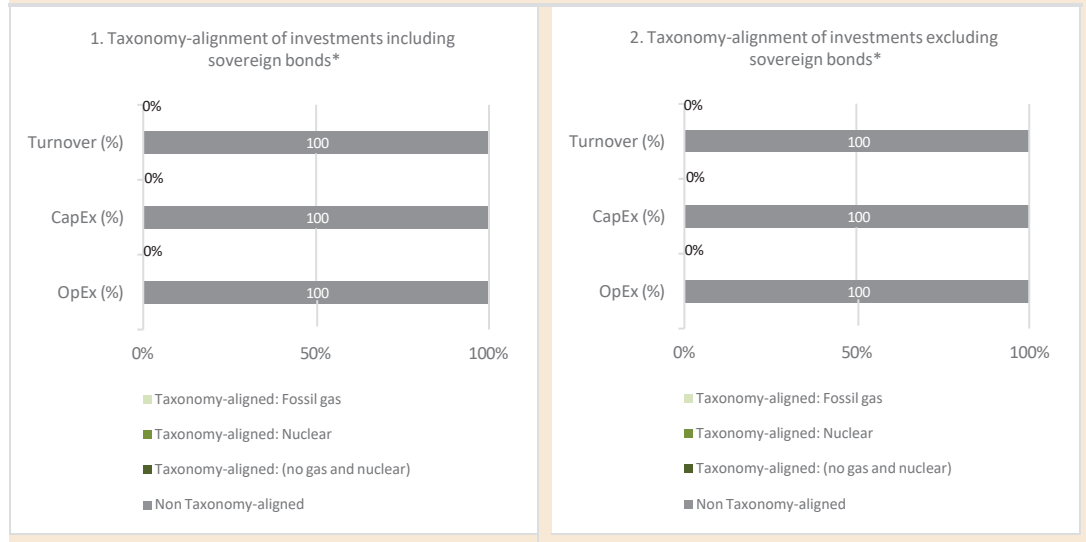 1. Taxonomy-alignment of investments including
sovereign bonds*
0%
Turnover (%)
100
0%
CapEx (%)
100
0%
OpEx (%)
100
0%
50%
100%
Taxonomy-aligned: Fossil gas
Taxonomy-aligned: Nuclear
Taxonomy-aligned: (no gas and nuclear)
Non Taxonomy-aligned
2. Taxonomy-alignment of investments excluding
sovereign bonds*
0%
Turnover (%)
100
0%
CapEx (%)
100
0%
OpEx (%)
100
0%
50%
100%
Taxonomy-aligned: Fossil gas
Taxonomy-aligned: Nuclear
Taxonomy-aligned: (no gas and nuclear)
Non Taxonomy-aligned